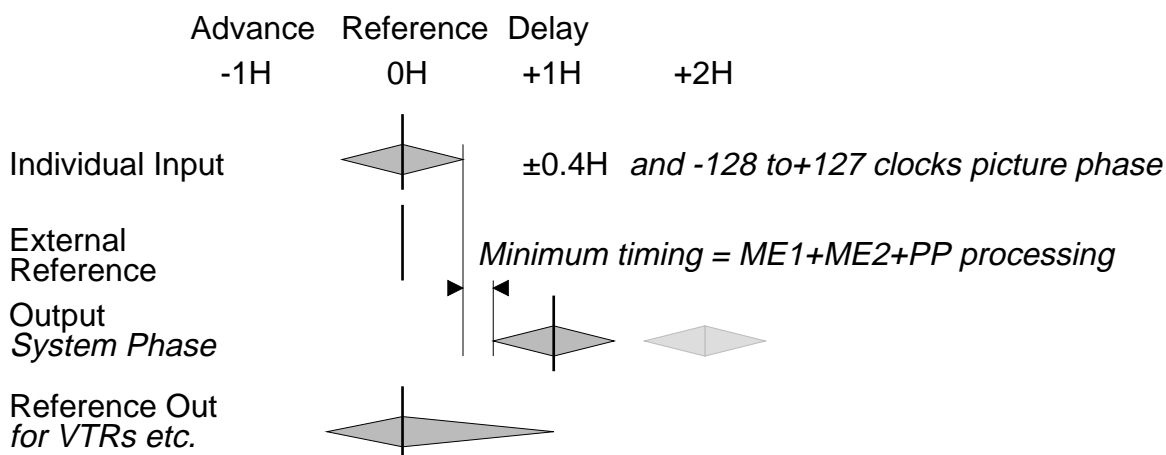 Advance Reference Delay
-1H 0H +1H +2H
Individual Input ±0.4H and -128 to+127 clocks picture phase
External
Reference
Minimum timing = ME1+ME2+PP processing
Output
System Phase
Reference Out
for VTRs etc.